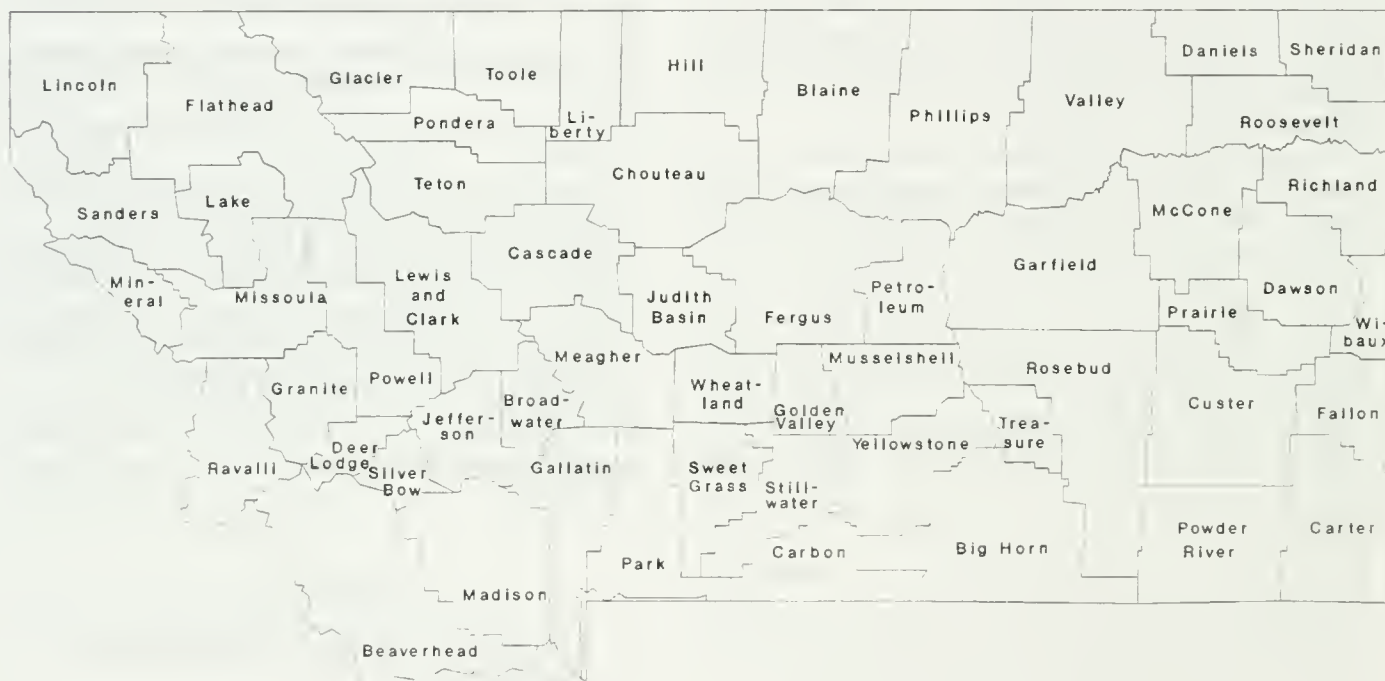 Lincoln
Flathead
Glacier
Toole
Li-
berty
Hill
Blaine
Phillips
Valley
Daniels
Sheridan
Roosevelt
Pondera
Teton
Chouteau
Richland
McCone
Sanders
Lake
Cascade
Garfield
Dawson
Min-
eral
Missoula
Lewis
and
Clark
Judith
Basin
Fergus
Petro-
leum
Prairie
Wi-
baux
Meagher
Musselshell
Rosebud
Granite
Powell
Broad-
water
Wheat-
land
Golden
Valley
Custer
Fallon
Jeffer-
son
Trea-
sure
Yellowstone
Ravalli
Deer
Lodge
Silver
Bow
Gallatin
Sweet
Grass
Still-
water
Park
Carbon
Big Horn
Powder
River
Carter
Madison
Beaverhead